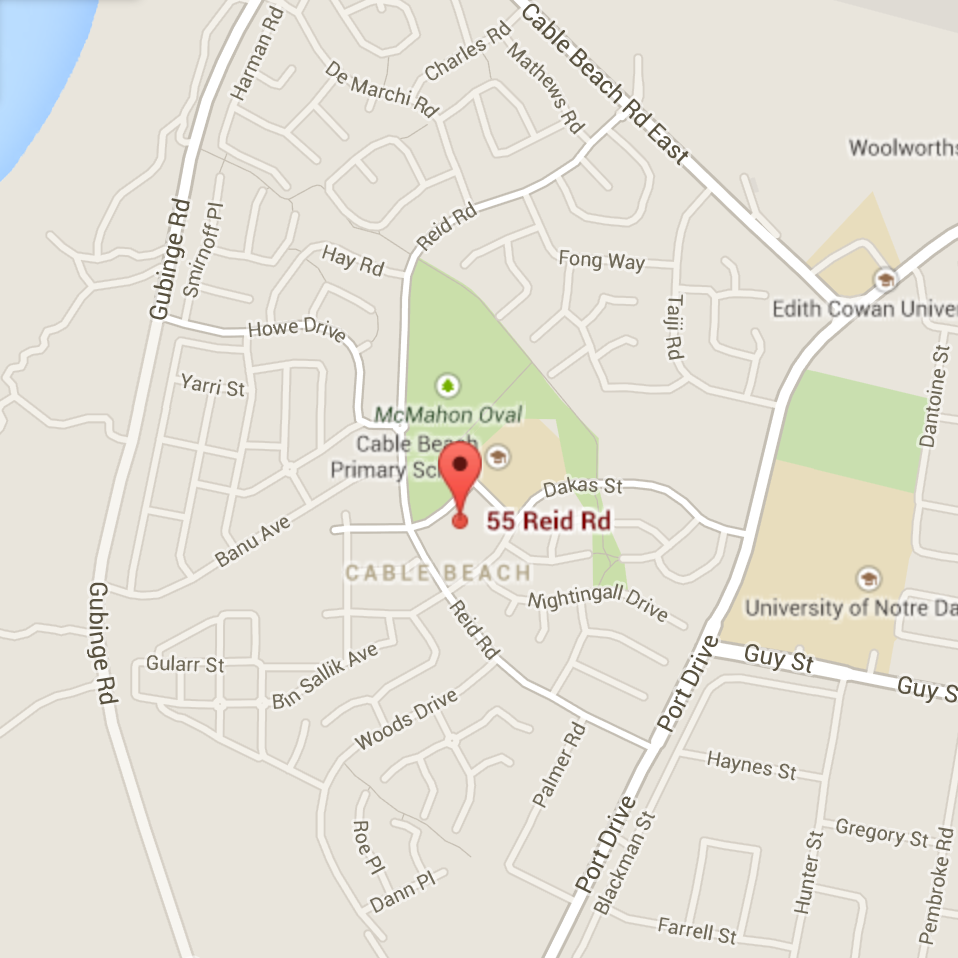 Harman Rd
Charles Rd
Cable Beach Rd East
De Marchi Rd
Mathews Rd
Woolworths
Gubinge Rd
Smirnoff Pl
Reid Rd
Hay Rd
Fong Way
Edith Cowan Univer
Howe Drive
Taiji Rd
Dantoine St
Yarri St
McMahon Oval
Cable Beach
Primary Sc
Dakas St
55 Reid Rd
Banu Ave
CABLE BEACH
Gubinge Rd
Nightingall Drive
University of Notre Da
Reid Rd
Gularr St
Bin Sallik Ave
Port Drive
Guy St
Guy S
Woods Drive
Palmer Rd
Haynes St
Roe Pl
Port Drive
Blackman St
Hunter St
Gregory St
Pembroke Rd
Dann Pl
Farrell St